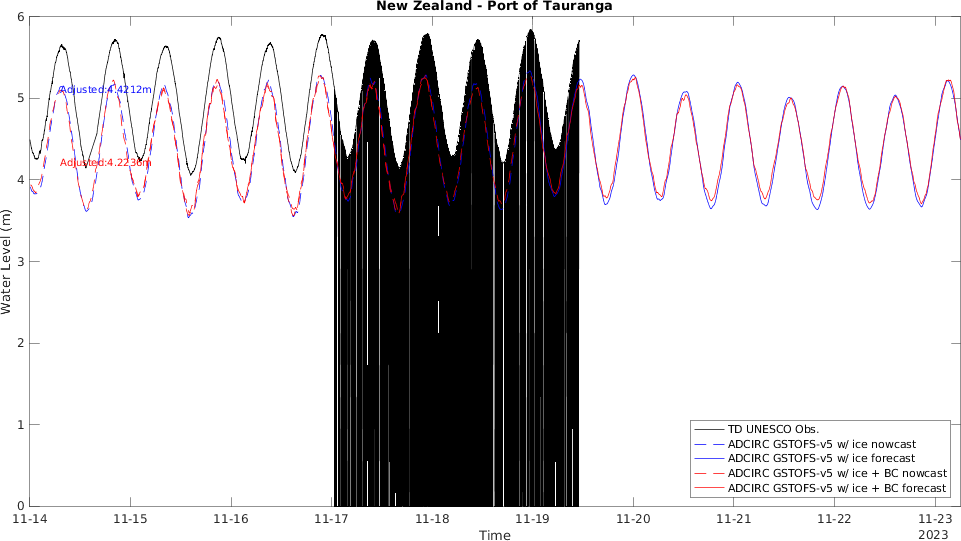 New Zealand - Port of Tauranga
6
5
4
3
2
1
0
Water Level (m)
Adjusted:4.4212m
Adjusted:4.2236m
TD UNESCO Obs.
ADCIRC GSTOFS-v5 w/ ice nowcast
ADCIRC GSTOFS-v5 w/ ice forecast
ADCIRC GSTOFS-v5 w/ ice + BC nowcast
ADCIRC GSTOFS-v5 w/ ice + BC forecast
11-14 11-15 11-16 11-17 11-18 11-19 11-20 11-21 11-22 11-23
Time
2023